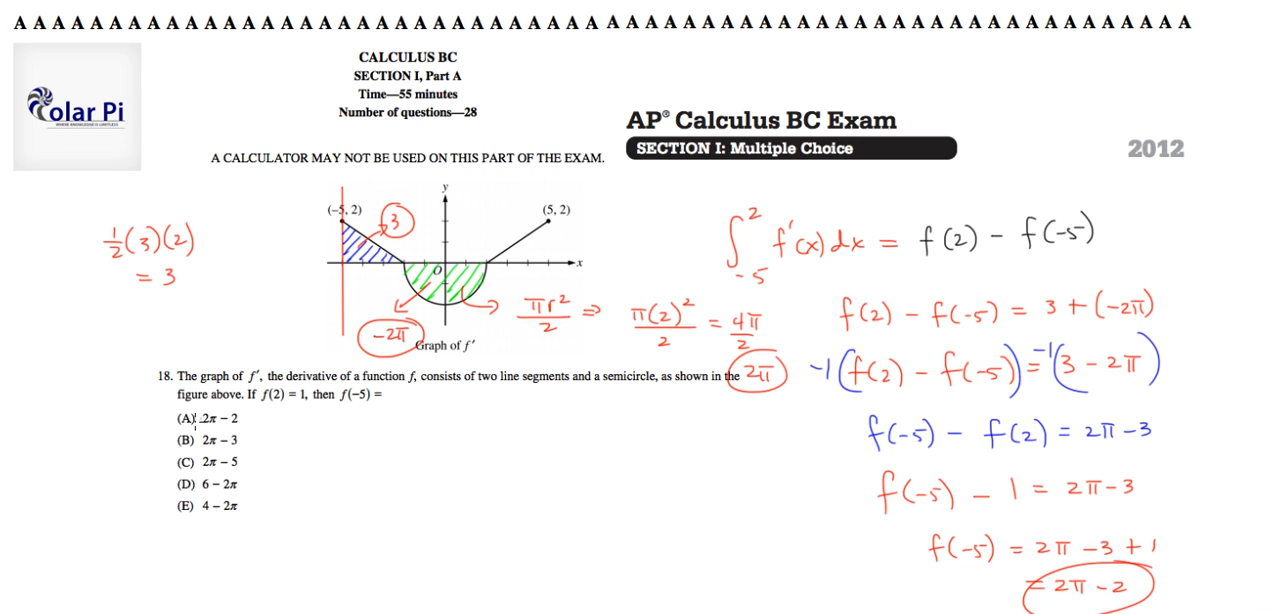 A A A A A A A A A A A A A A A A A A A A A A A A A A A A A A A A A A A A A A A A A A A A A A A A A A A A A A A A A A A A A A
olar Pi
CALCULUS BC
SECTION I, Part A
Time—55 minutes
Number of questions—28
AP® Calculus BC Exam
SECTION I: Multiple Choice
2012
A CALCULATOR MAY NOT BE USED ON THIS PART OF THE EXAM.
y
(−5, 2)
(5, 2)
3
O
x
½(3)(2)
= 3
−2π
πr²/2 ⇒ π(2)²/2 = 4π/2
2π
Graph of f′
∫₋₅² f'(x) dx = f(2) − f(−5)
f(2) − f(−5) = 3 + (−2π)
−1(f(2) − f(−5)) = −1(3 − 2π)
f(−5) − f(2) = 2π − 3
f(−5) − 1 = 2π − 3
f(−5) = 2π − 3 + 1
= 2π − 2
18. The graph of f′, the derivative of a function f, consists of two line segments and a semicircle, as shown in the
figure above. If f(2) = 1, then f(−5) =
(A) 2π − 2
(B) 2π − 3
(C) 2π − 5
(D) 6 − 2π
(E) 4 − 2π